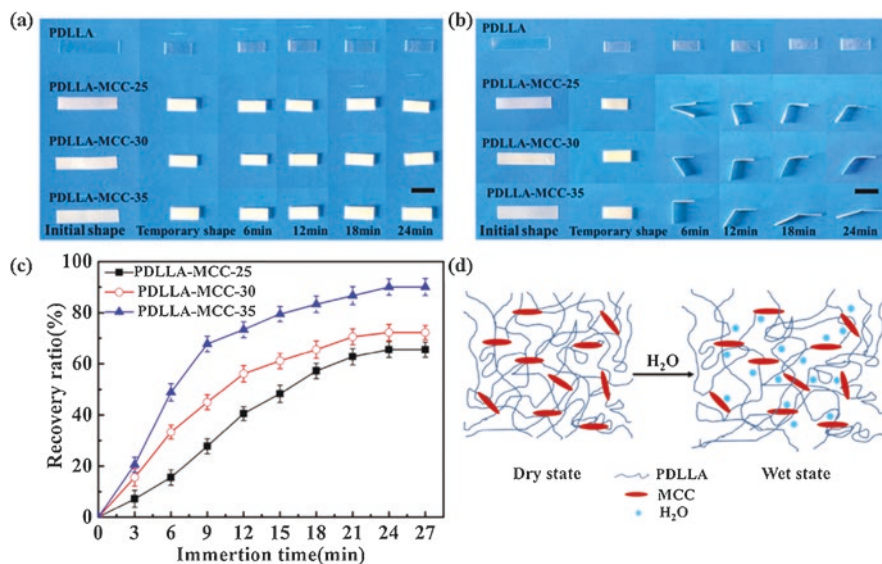 (a)
PDLLA
PDLLA-MCC-25
PDLLA-MCC-30
PDLLA-MCC-35
Initial shape Temporary shape 6min 12min 18min 24min
(b)
PDLLA
PDLLA-MCC-25
PDLLA-MCC-30
PDLLA-MCC-35
Initial shape Temporary shape 6min 12min 18min 24min
(c)
100
80
60
40
20
0
Recovery ratio(%)
PDLLA-MCC-25
PDLLA-MCC-30
PDLLA-MCC-35
0 3 6 9 12 15 18 21 24 27
Immertion time(min)
(d)
H₂O
Dry state
Wet state
PDLLA
MCC
H₂O